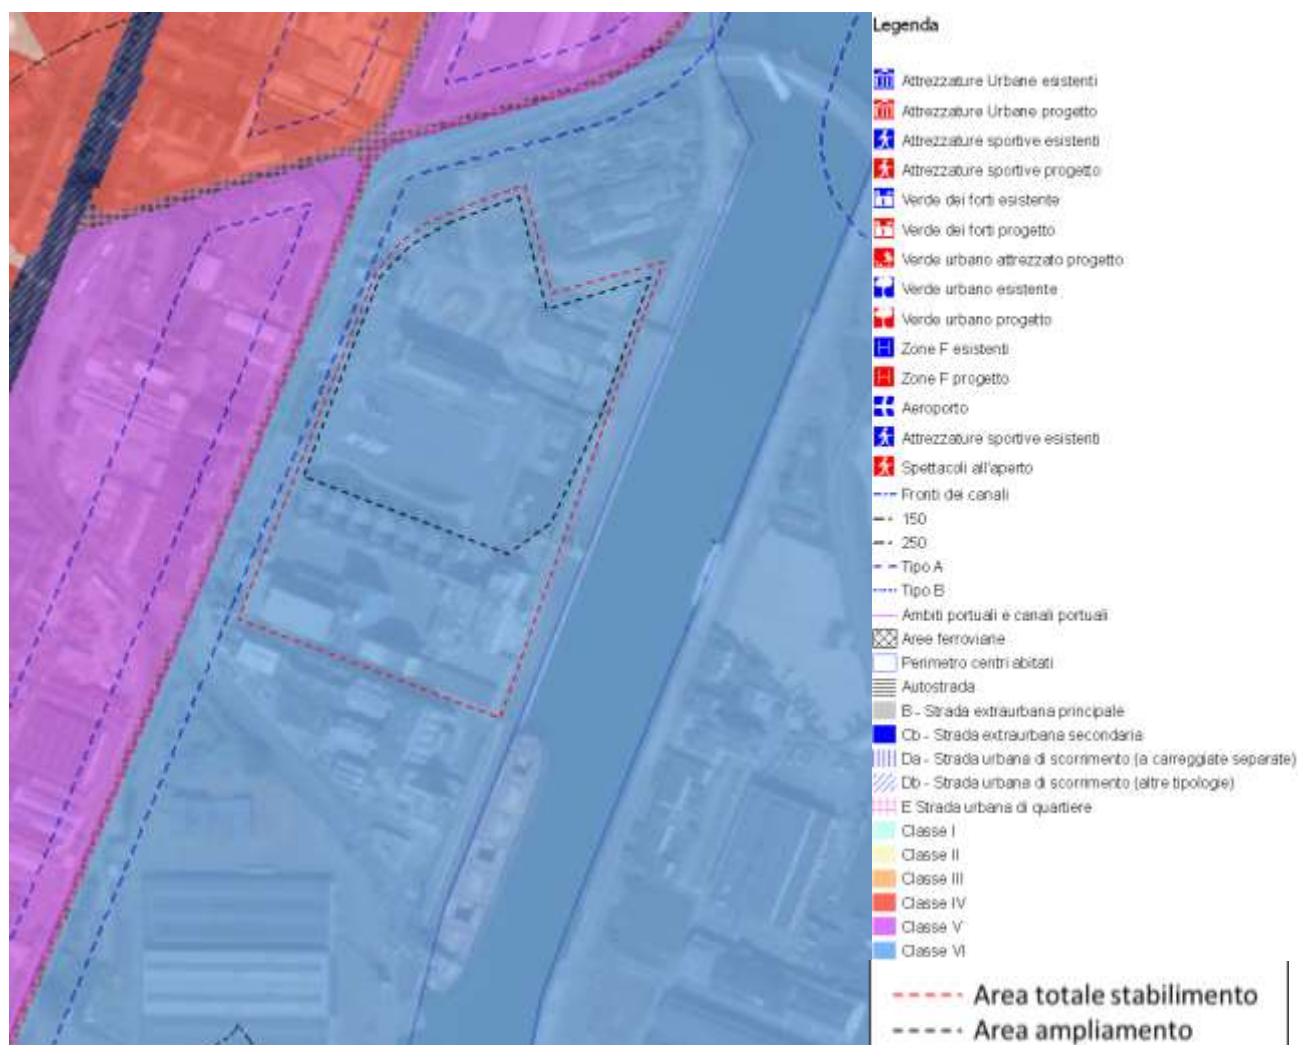 Legenda
Attrezzature Urbane esistenti
Attrezzature Urbane progetto
Attrezzature sportive esistenti
Attrezzature sportive progetto
Verde dei forti esistente
Verde dei forti progetto
Verde urbano attrezzato progetto
Verde urbano esistente
Verde urbano progetto
Zone F esistenti
Zone F progetto
Aeroporto
Attrezzature sportive esistenti
Spettacoli all'aperto
Fronti dei canali
150
250
Tipo A
Tipo B
Ambiti portuali e canali portuali
Aree ferroviarie
Perimetro centri abitati
Autostrada
B - Strada extraurbana principale
Cb - Strada extraurbana secondaria
Da - Strada urbana di scorrimento (a carreggiate separate)
Db - Strada urbana di scorrimento (altre tipologie)
E Strada urbana di quartiere
Classe I
Classe II
Classe III
Classe IV
Classe V
Classe VI
Area totale stabilimento
Area ampliamento